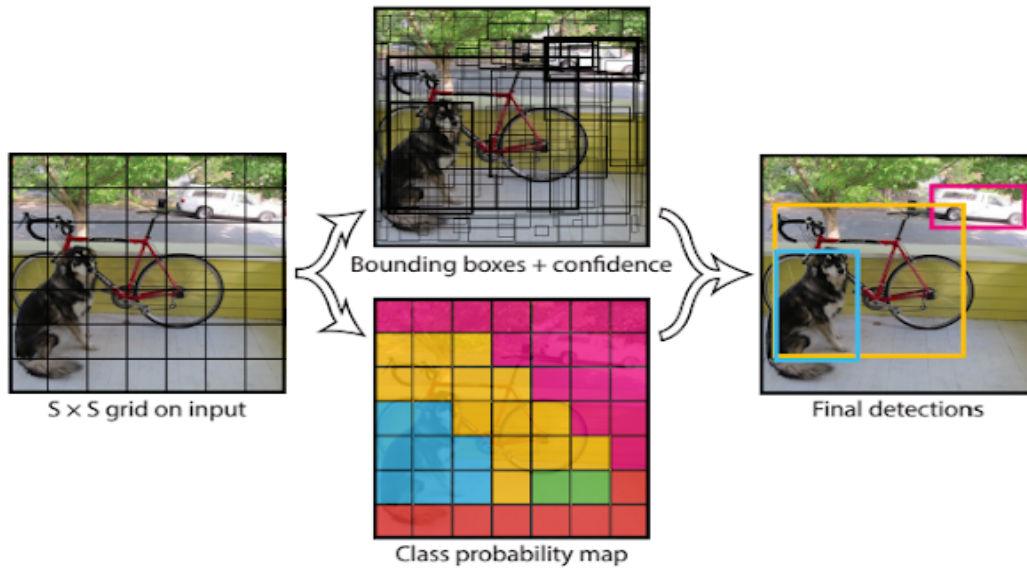 Bounding boxes + confidence
S × S grid on input
Final detections
Class probability map